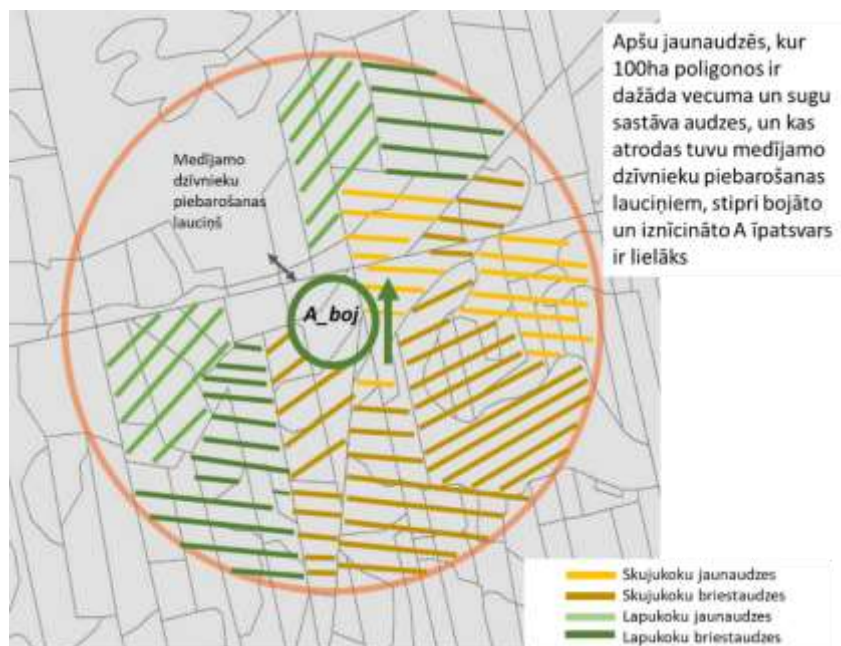 Apšu jaunaudzēs, kur
100ha poligonos ir
dažāda vecuma un sugu
sastāva audzes, un kas
atrodas tuvu medījamo
dzīvnieku piebarošanas
lauciņiem, stipri bojāto
un iznīcināto A īpatsvars
ir lielāks
Medījamo
dzīvnieku
piebarošanas
lauciņš
A_boj
Skujukoku jaunaudzes
Skujukoku briestaudzes
Lapukoku jaunaudzes
Lapukoku briestaudzes